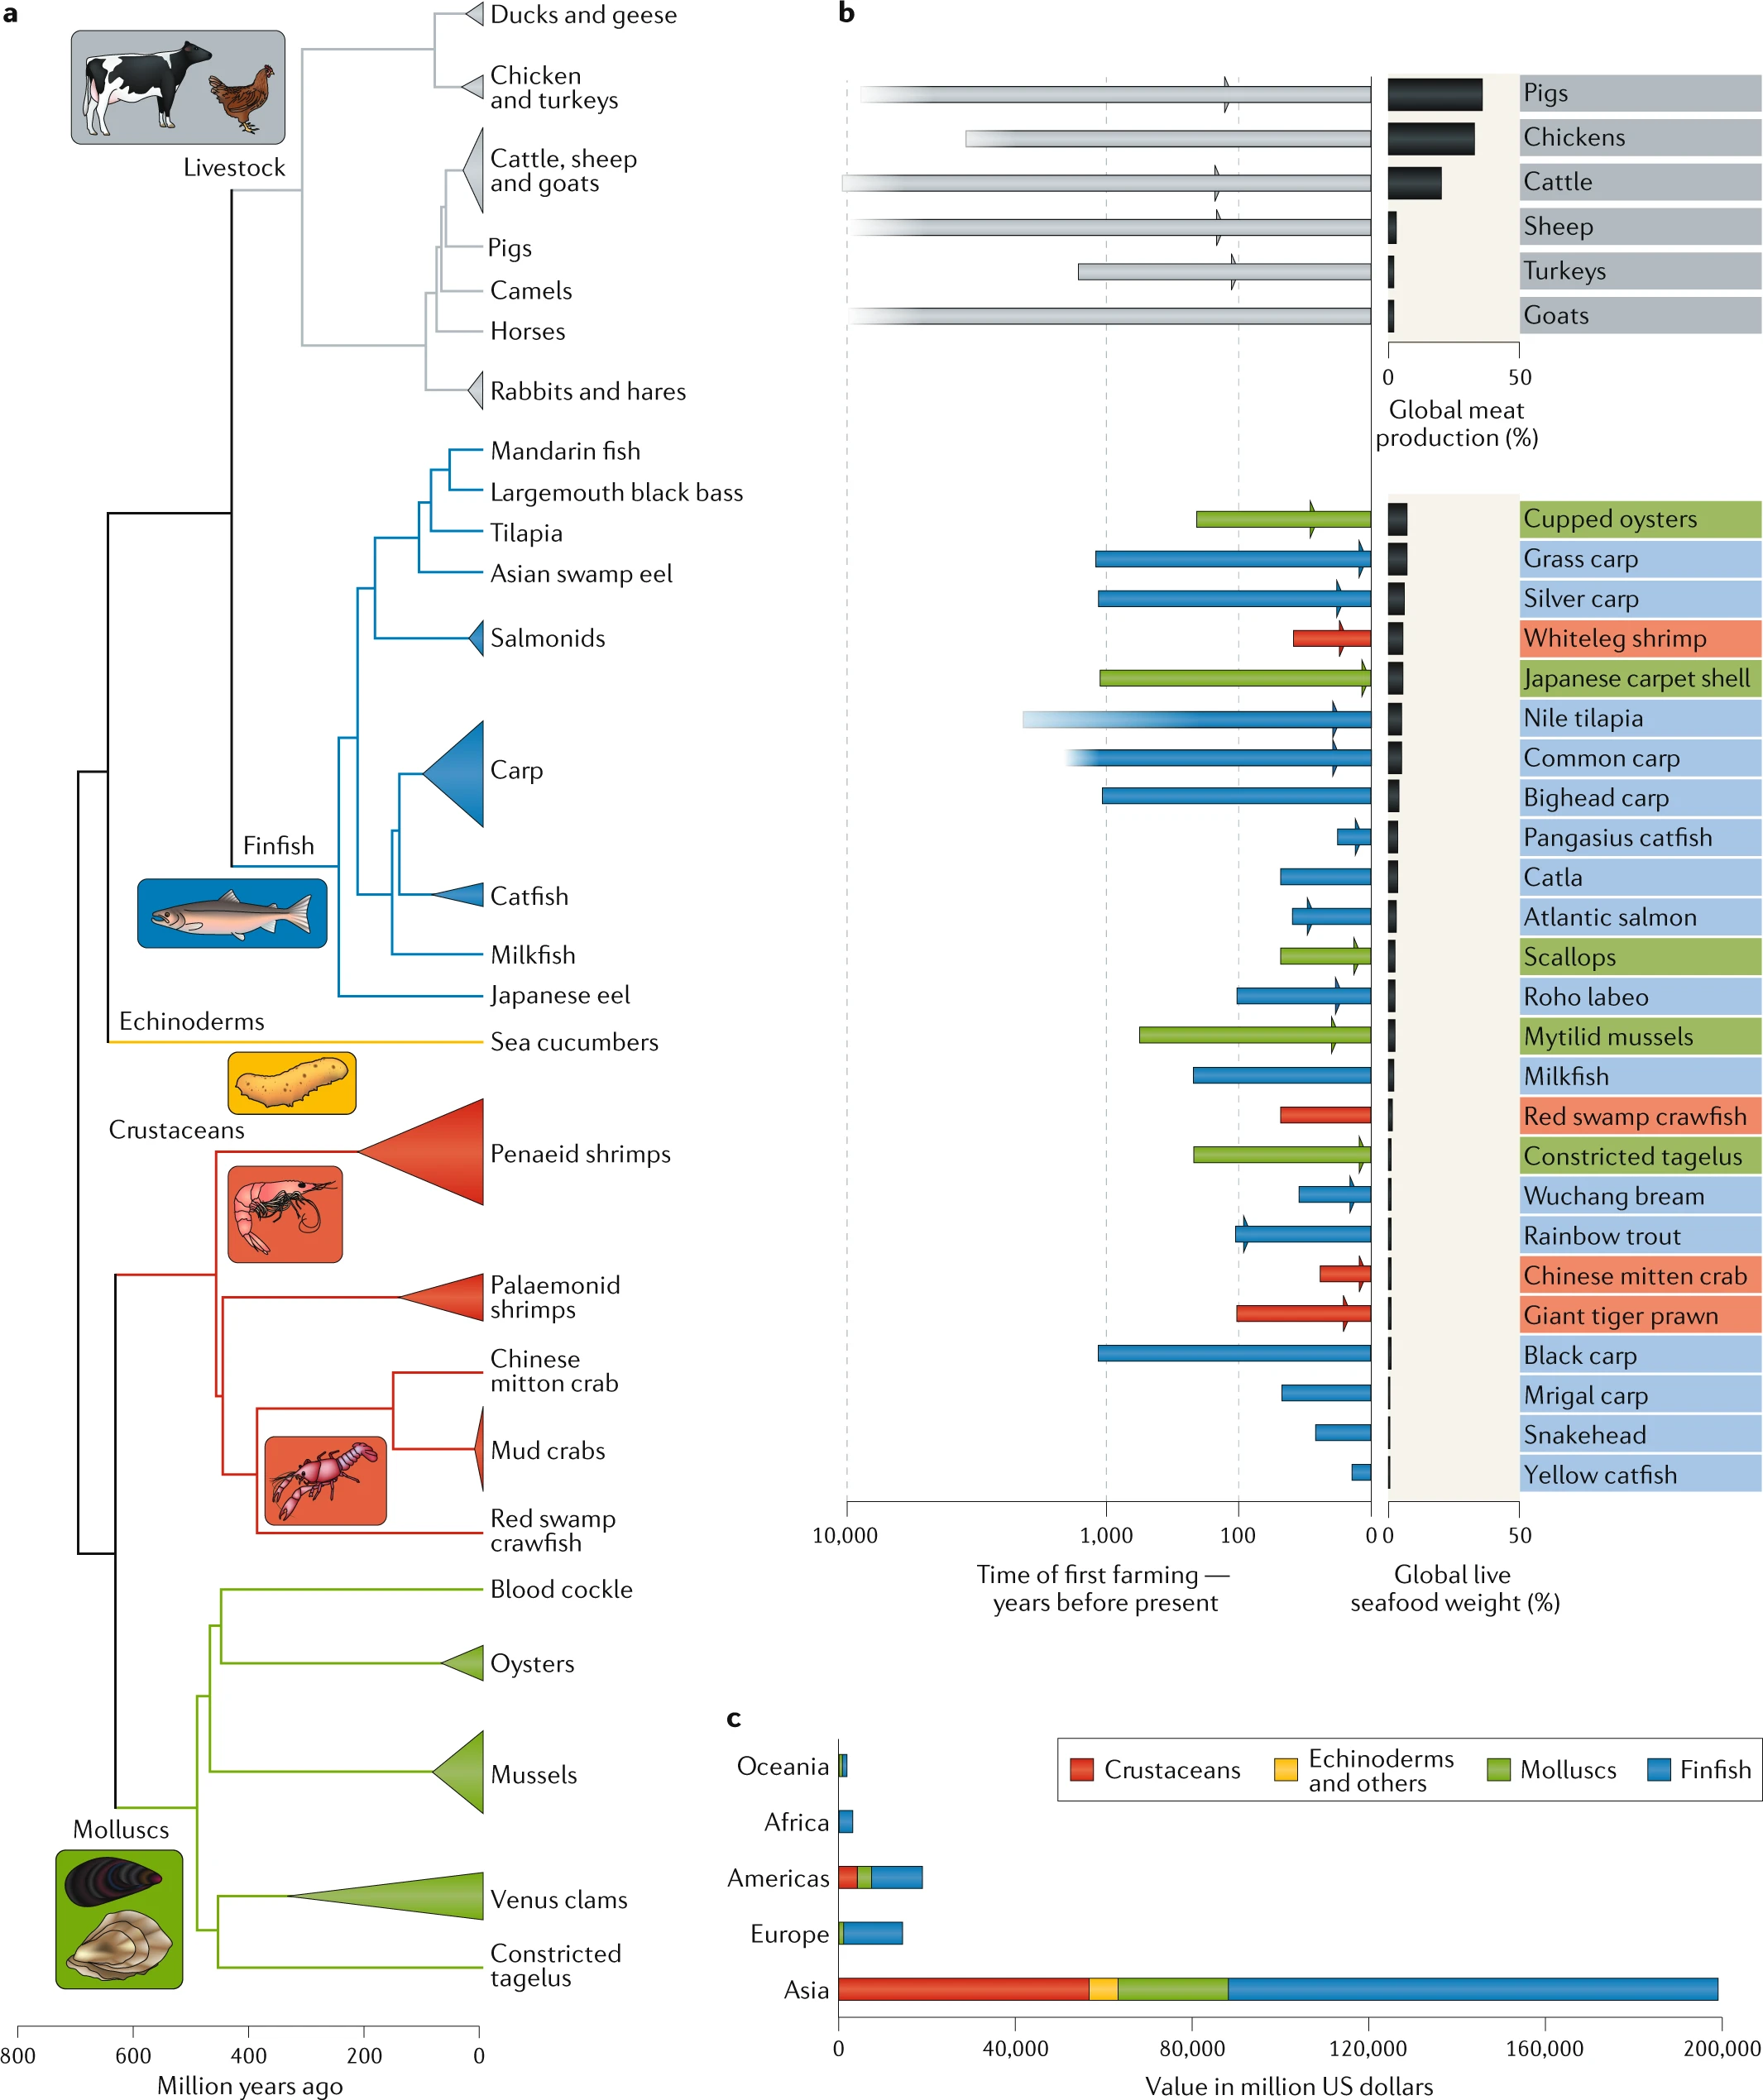 a
Ducks and geese
Chicken
and turkeys
Livestock
Cattle, sheep
and goats
Pigs
Camels
Horses
Rabbits and hares
Mandarin fish
Largemouth black bass
Tilapia
Asian swamp eel
Salmonids
Carp
Finfish
Catfish
Milkfish
Japanese eel
Echinoderms
Sea cucumbers
Crustaceans
Penaeid shrimps
Palaemonid
shrimps
Chinese
mitton crab
Mud crabs
Red swamp
crawfish
Blood cockle
Oysters
Mussels
Molluscs
Venus clams
Constricted
tagelus
800 600 400 200 0
Million years ago
b
Pigs
Chickens
Cattle
Sheep
Turkeys
Goats
0 50
Global meat
production (%)
Cupped oysters
Grass carp
Silver carp
Whiteleg shrimp
Japanese carpet shell
Nile tilapia
Common carp
Bighead carp
Pangasius catfish
Catla
Atlantic salmon
Scallops
Roho labeo
Mytilid mussels
Milkfish
Red swamp crawfish
Constricted tagelus
Wuchang bream
Rainbow trout
Chinese mitten crab
Giant tiger prawn
Black carp
Mrigal carp
Snakehead
Yellow catfish
10,000 1,000 100 0 0 50
Time of first farming —
years before present
Global live
seafood weight (%)
c
Crustaceans
Echinoderms
and others
Molluscs
Finfish
Oceania
Africa
Americas
Europe
Asia
0 40,000 80,000 120,000 160,000 200,000
Value in million US dollars